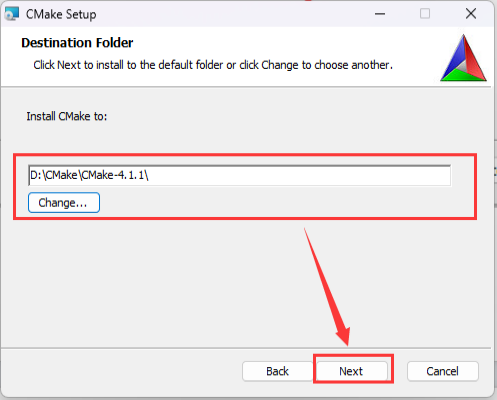 CMake Setup
Destination Folder
Click Next to install to the default folder or click Change to choose another.
Install CMake to:
D:\CMake\CMake-4.1.1\
Change...
Back
Next
Cancel